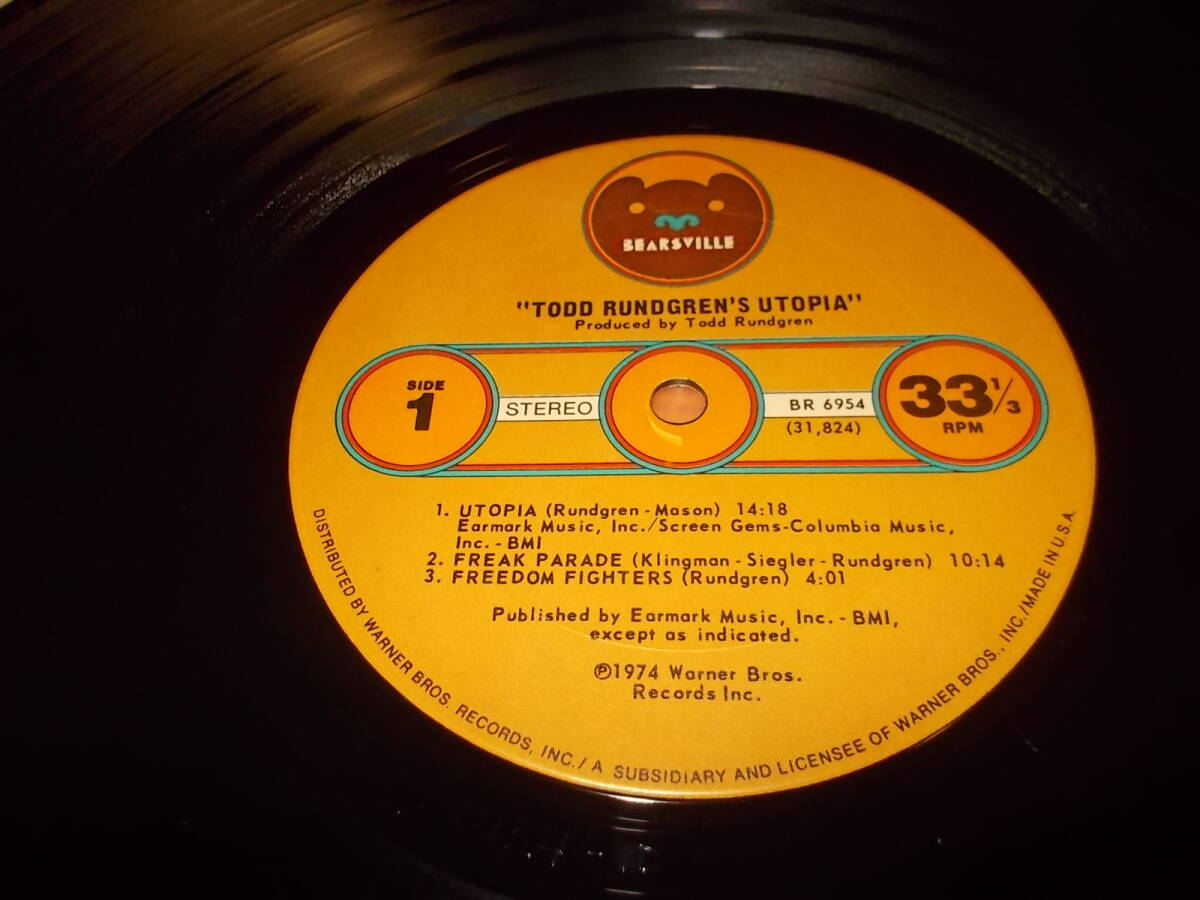 BEARSVILLE
"TODD RUNDGREN'S UTOPIA"
Produced by Todd Rundgren
SIDE
1
STEREO
BR 6954
(31,824)
33 1/3
RPM
1. UTOPIA (Rundgren - Mason) 14:18
Earmark Music, Inc./Screen Gems-Columbia Music,
Inc. - BMI
2. FREAK PARADE (Klingman - Siegler - Rundgren) 10:14
3. FREEDOM FIGHTERS (Rundgren) 4:01
Published by Earmark Music, Inc. - BMI,
except as indicated.
℗1974 Warner Bros.
Records Inc.
DISTRIBUTED BY WARNER BROS. RECORDS, INC./A SUBSIDIARY AND LICENSEE OF WARNER BROS., INC./MADE IN U.S.A.